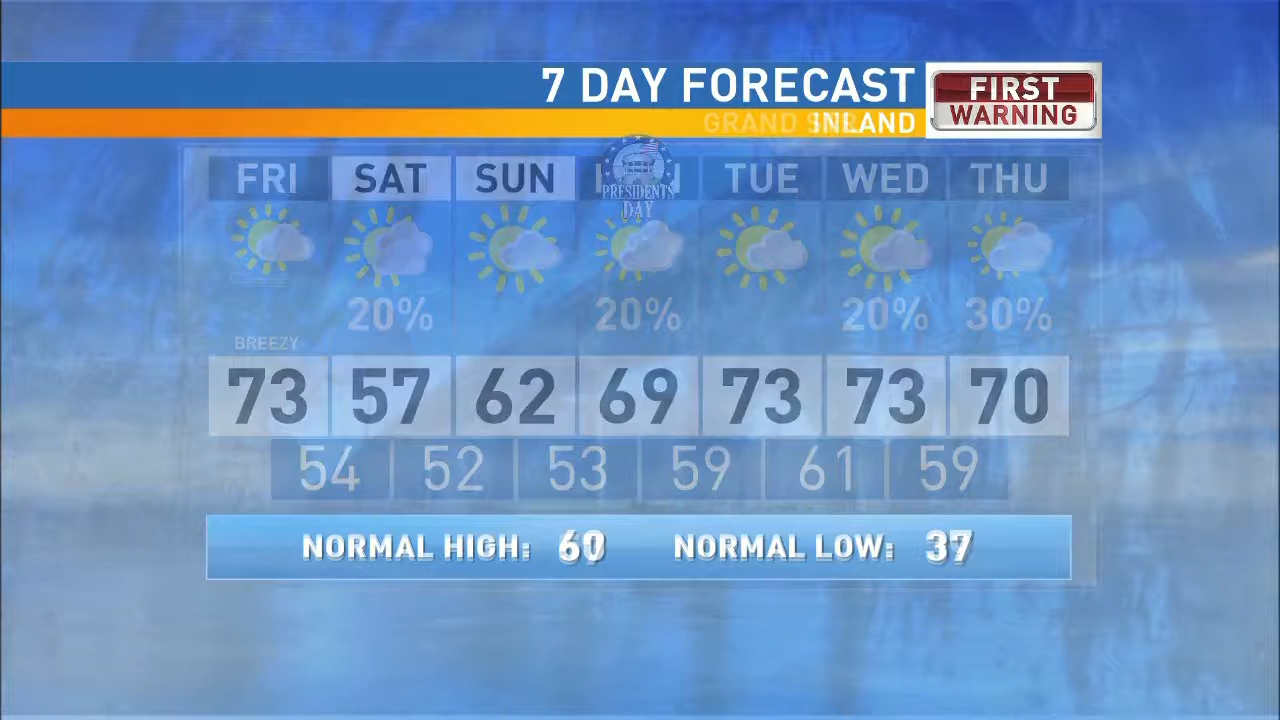 7 DAY FORECAST
FIRST
WARNING
GRAND INLAND
FRI SAT SUN TUE WED THU
PRESIDENTS
DAY
20% 20% 20% 30%
BREEZY
73 57 62 69 73 73 70
54 52 53 59 61 59
NORMAL HIGH: NORMAL LOW: 37